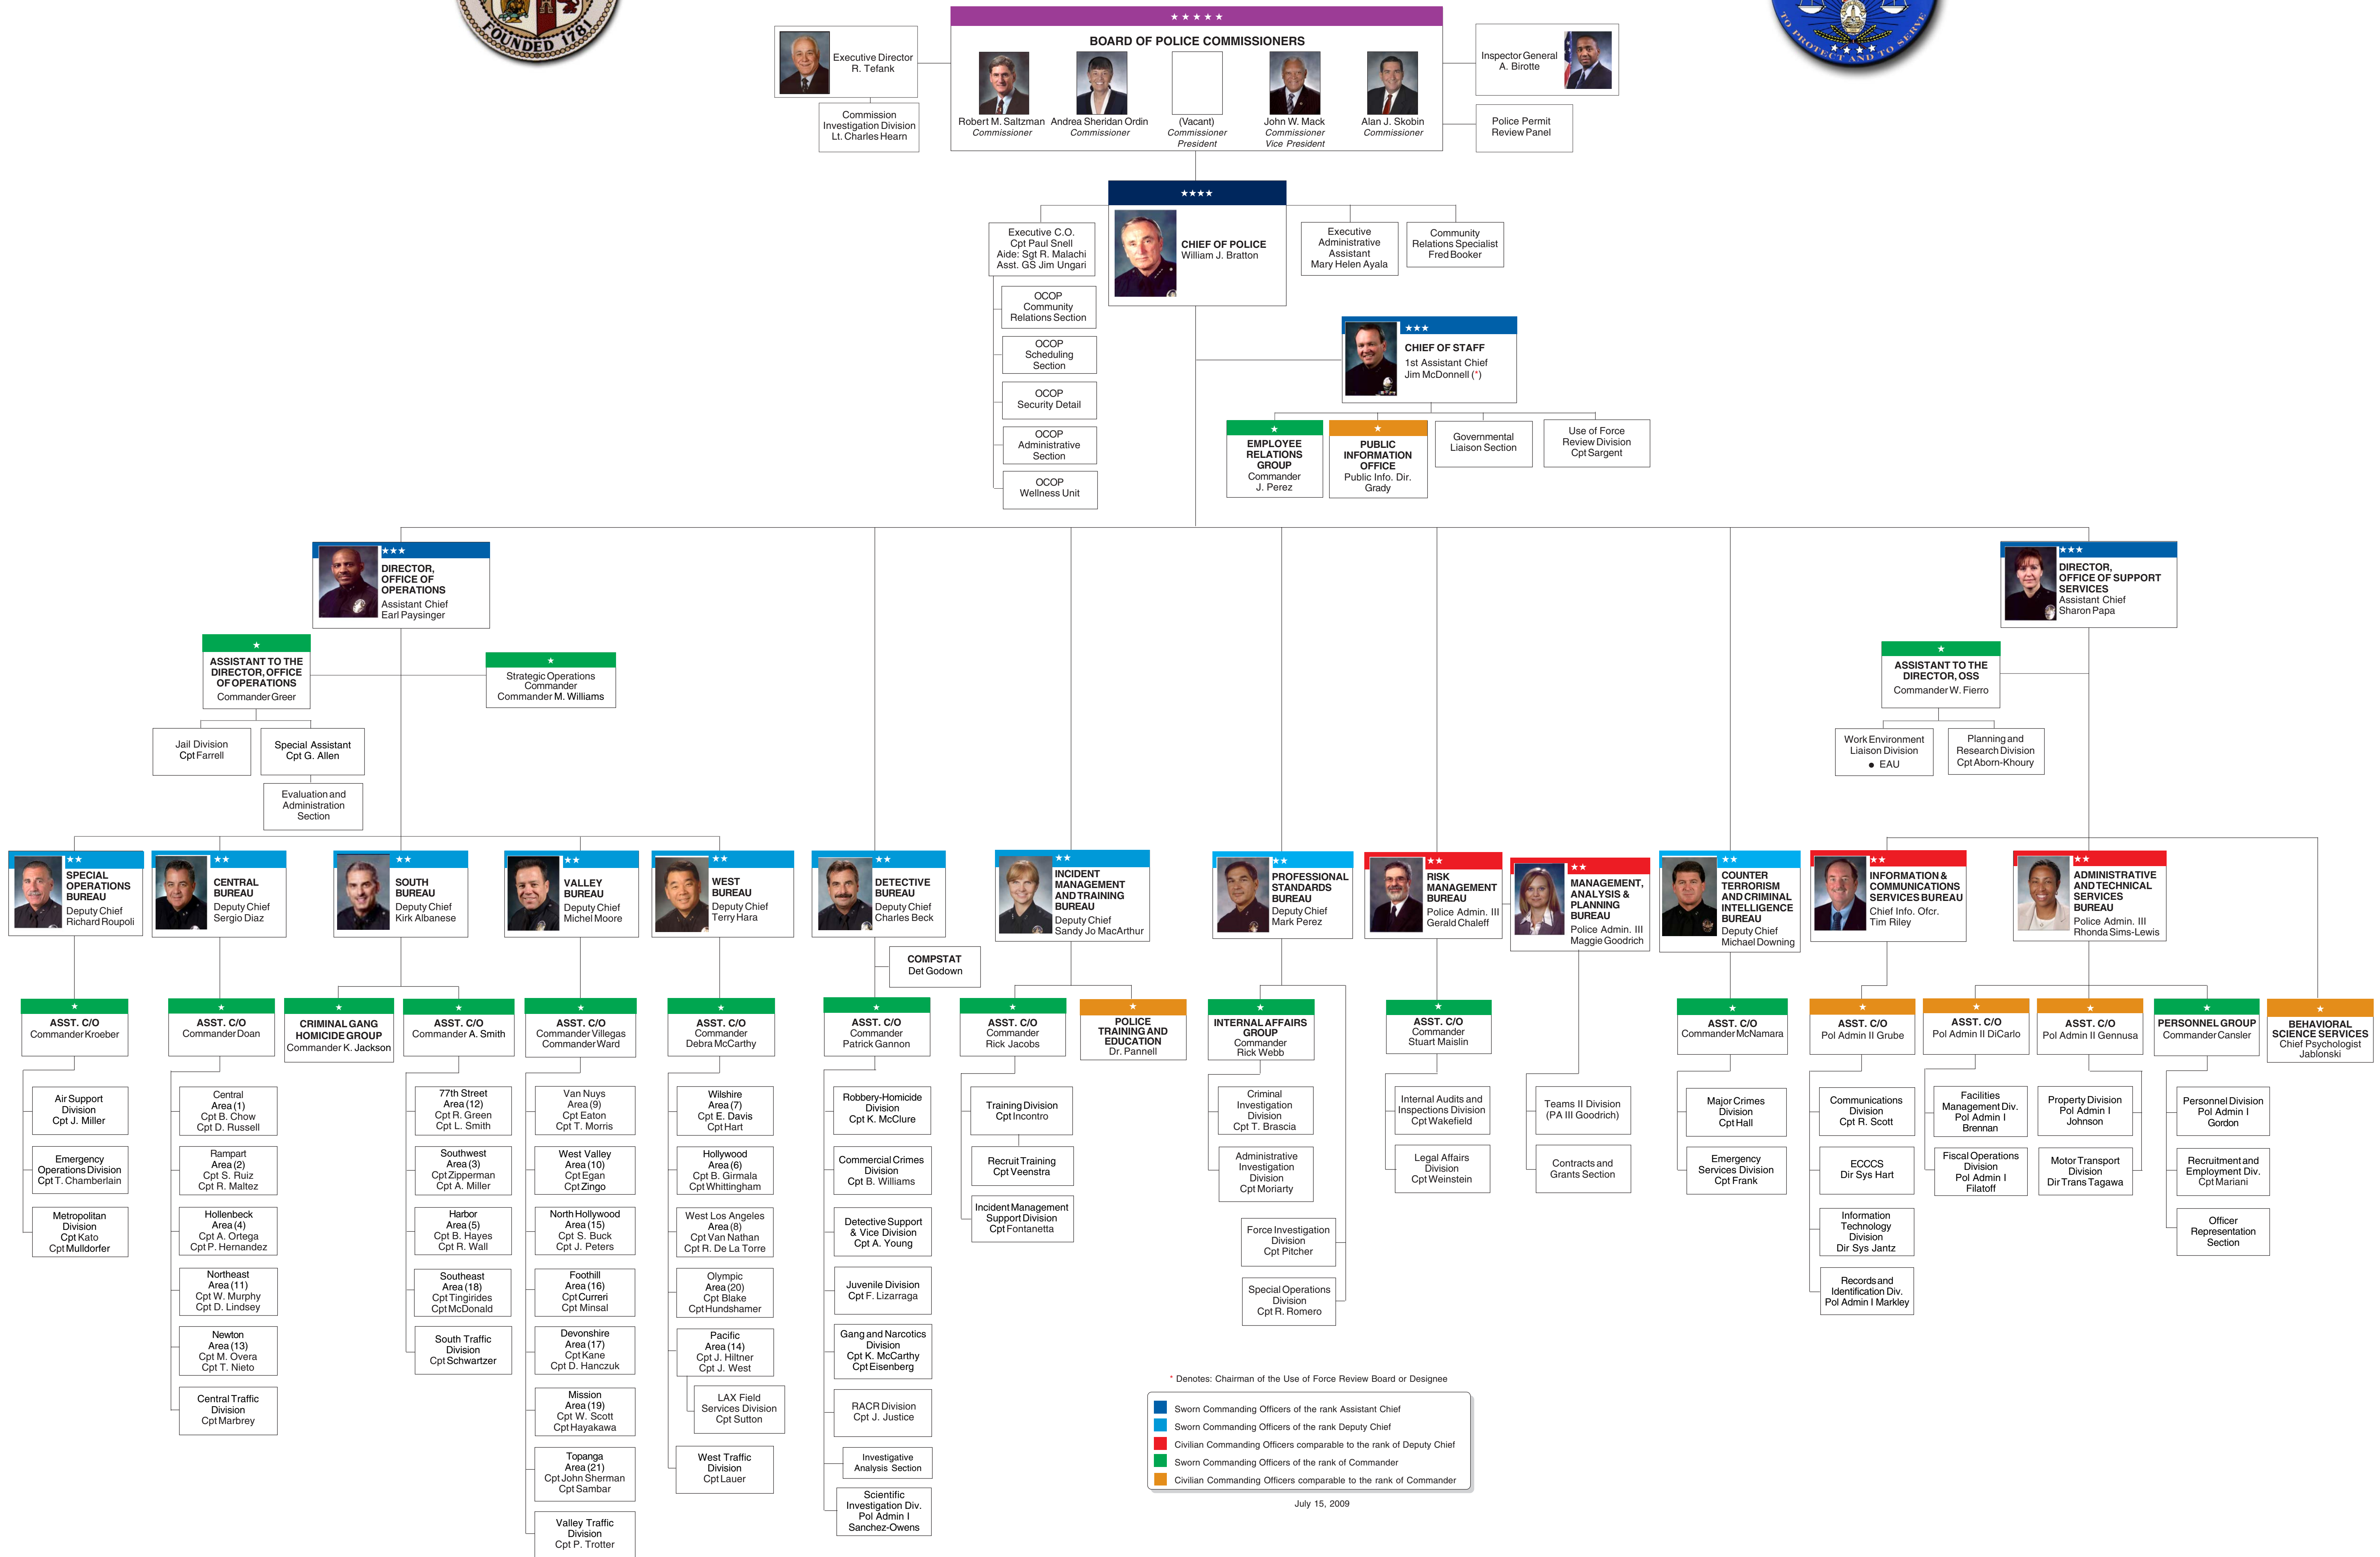 FOUNDED 1781
TO PROTECT AND TO SERVE
BOARD OF POLICE COMMISSIONERS
Robert M. Saltzman
Commissioner
Andrea Sheridan Ordin
Commissioner
(Vacant)
Commissioner
President
John W. Mack
Commissioner
Vice President
Alan J. Skobin
Commissioner
Executive Director
R. Tefank
Commission
Investigation Division
Lt. Charles Hearn
Inspector General
A. Birotte
Police Permit
Review Panel
CHIEF OF POLICE
William J. Bratton
Executive C.O.
Cpt Paul Snell
Aide: Sgt R. Malachi
Asst. GS Jim Ungari
OCOP
Community
Relations Section
OCOP
Scheduling
Section
OCOP
Security Detail
OCOP
Administrative
Section
OCOP
Wellness Unit
Executive
Administrative
Assistant
Mary Helen Ayala
Community
Relations Specialist
Fred Booker
CHIEF OF STAFF
1st Assistant Chief
Jim McDonnell (*)
EMPLOYEE
RELATIONS
GROUP
Commander
J. Perez
PUBLIC
INFORMATION
OFFICE
Public Info. Dir.
Grady
Governmental
Liaison Section
Use of Force
Review Division
Cpt Sargent
DIRECTOR,
OFFICE OF
OPERATIONS
Assistant Chief
Earl Paysinger
ASSISTANT TO THE
DIRECTOR, OFFICE
OF OPERATIONS
Commander Greer
Strategic Operations
Commander
Commander M. Williams
Jail Division
Cpt Farrell
Special Assistant
Cpt G. Allen
Evaluation and
Administration
Section
DIRECTOR,
OFFICE OF SUPPORT
SERVICES
Assistant Chief
Sharon Papa
ASSISTANT TO THE
DIRECTOR, OSS
Commander W. Fierro
Work Environment
Liaison Division
● EAU
Planning and
Research Division
Cpt Aborn-Khoury
SPECIAL
OPERATIONS
BUREAU
Deputy Chief
Richard Roupoli
CENTRAL
BUREAU
Deputy Chief
Sergio Diaz
SOUTH
BUREAU
Deputy Chief
Kirk Albanese
VALLEY
BUREAU
Deputy Chief
Michel Moore
WEST
BUREAU
Deputy Chief
Terry Hara
DETECTIVE
BUREAU
Deputy Chief
Charles Beck
INCIDENT
MANAGEMENT
AND TRAINING
BUREAU
Deputy Chief
Sandy Jo MacArthur
PROFESSIONAL
STANDARDS
BUREAU
Deputy Chief
Mark Perez
RISK
MANAGEMENT
BUREAU
Police Admin. III
Gerald Chaleff
MANAGEMENT,
ANALYSIS &
PLANNING
BUREAU
Police Admin. III
Maggie Goodrich
COUNTER
TERRORISM
AND CRIMINAL
INTELLIGENCE
BUREAU
Deputy Chief
Michael Downing
INFORMATION &
COMMUNICATIONS
SERVICES BUREAU
Chief Info. Ofcr.
Tim Riley
ADMINISTRATIVE
AND TECHNICAL
SERVICES
BUREAU
Police Admin. III
Rhonda Sims-Lewis
COMPSTAT
Det Godown
ASST. C/O
Commander Kroeber
ASST. C/O
Commander Doan
CRIMINAL GANG
HOMICIDE GROUP
Commander K. Jackson
ASST. C/O
Commander A. Smith
ASST. C/O
Commander Villegas
Commander Ward
ASST. C/O
Commander
Debra McCarthy
ASST. C/O
Commander
Patrick Gannon
ASST. C/O
Commander
Rick Jacobs
POLICE
TRAINING AND
EDUCATION
Dr. Pannell
INTERNAL AFFAIRS
GROUP
Commander
Rick Webb
ASST. C/O
Commander
Stuart Maislin
ASST. C/O
Commander McNamara
ASST. C/O
Pol Admin II Grube
ASST. C/O
Pol Admin II DiCarlo
ASST. C/O
Pol Admin II Gennusa
PERSONNEL GROUP
Commander Cansler
BEHAVIORAL
SCIENCE SERVICES
Chief Psychologist
Jablonski
Air Support
Division
Cpt J. Miller
Emergency
Operations Division
Cpt T. Chamberlain
Metropolitan
Division
Cpt Kato
Cpt Mulldorfer
Central
Area (1)
Cpt B. Chow
Cpt D. Russell
Rampart
Area (2)
Cpt S. Ruiz
Cpt R. Maltez
Hollenbeck
Area (4)
Cpt A. Ortega
Cpt P. Hernandez
Northeast
Area (11)
Cpt W. Murphy
Cpt D. Lindsey
Newton
Area (13)
Cpt M. Overa
Cpt T. Nieto
Central Traffic
Division
Cpt Marbrey
77th Street
Area (12)
Cpt R. Green
Cpt L. Smith
Southwest
Area (3)
Cpt Zipperman
Cpt A. Miller
Harbor
Area (5)
Cpt B. Hayes
Cpt R. Wall
Southeast
Area (18)
Cpt Tingirides
Cpt McDonald
South Traffic
Division
Cpt Schwartzer
Van Nuys
Area (9)
Cpt Eaton
Cpt T. Morris
West Valley
Area (10)
Cpt Egan
Cpt Zingo
North Hollywood
Area (15)
Cpt S. Buck
Cpt J. Peters
Foothill
Area (16)
Cpt Curreri
Cpt Minsal
Devonshire
Area (17)
Cpt Kane
Cpt D. Hanczuk
Mission
Area (19)
Cpt W. Scott
Cpt Hayakawa
Topanga
Area (21)
Cpt John Sherman
Cpt Sambar
Valley Traffic
Division
Cpt P. Trotter
Wilshire
Area (7)
Cpt E. Davis
Cpt Hart
Hollywood
Area (6)
Cpt B. Girmala
Cpt Whittingham
West Los Angeles
Area (8)
Cpt Van Nathan
Cpt R. De La Torre
Olympic
Area (20)
Cpt Blake
Cpt Hundshamer
Pacific
Area (14)
Cpt J. Hiltner
Cpt J. West
LAX Field
Services Division
Cpt Sutton
West Traffic
Division
Cpt Lauer
Robbery-Homicide
Division
Cpt K. McClure
Commercial Crimes
Division
Cpt B. Williams
Detective Support
& Vice Division
Cpt A. Young
Juvenile Division
Cpt F. Lizarraga
Gang and Narcotics
Division
Cpt K. McCarthy
Cpt Eisenberg
RACR Division
Cpt J. Justice
Investigative
Analysis Section
Scientific
Investigation Div.
Pol Admin I
Sanchez-Owens
Training Division
Cpt Incontro
Recruit Training
Cpt Veenstra
Incident Management
Support Division
Cpt Fontanetta
Criminal
Investigation
Division
Cpt T. Brascia
Administrative
Investigation
Division
Cpt Moriarty
Force Investigation
Division
Cpt Pitcher
Special Operations
Division
Cpt R. Romero
Internal Audits and
Inspections Division
Cpt Wakefield
Legal Affairs
Division
Cpt Weinstein
Teams II Division
(PA III Goodrich)
Contracts and
Grants Section
Major Crimes
Division
Cpt Hall
Emergency
Services Division
Cpt Frank
Communications
Division
Cpt R. Scott
ECCCS
Dir Sys Hart
Information
Technology
Division
Dir Sys Jantz
Records and
Identification Div.
Pol Admin I Markley
Facilities
Management Div.
Pol Admin I
Brennan
Fiscal Operations
Division
Pol Admin I
Filatoff
Property Division
Pol Admin I
Johnson
Motor Transport
Division
Dir Trans Tagawa
Personnel Division
Pol Admin I
Gordon
Recruitment and
Employment Div.
Cpt Mariani
Officer
Representation
Section
* Denotes: Chairman of the Use of Force Review Board or Designee
Sworn Commanding Officers of the rank Assistant Chief
Sworn Commanding Officers of the rank Deputy Chief
Civilian Commanding Officers comparable to the rank of Deputy Chief
Sworn Commanding Officers of the rank of Commander
Civilian Commanding Officers comparable to the rank of Commander
July 15, 2009